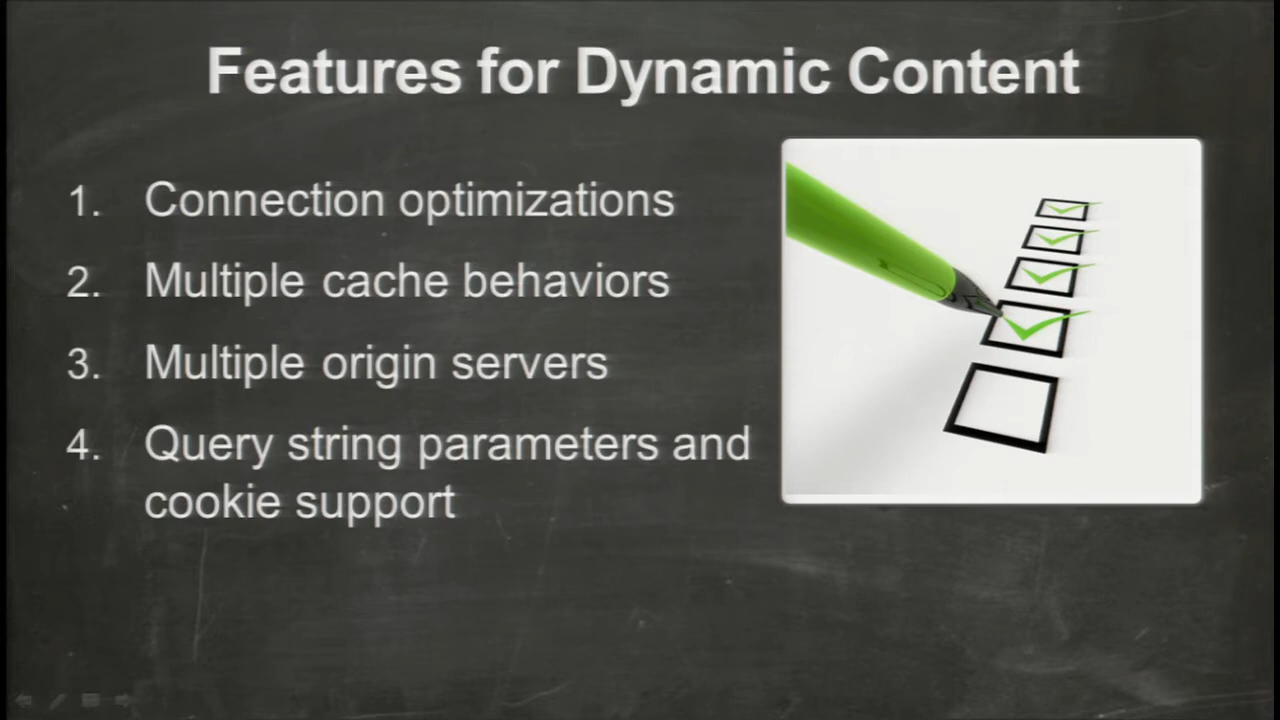 Features for Dynamic Content
1. Connection optimizations
2. Multiple cache behaviors
3. Multiple origin servers
4. Query string parameters and
cookie support